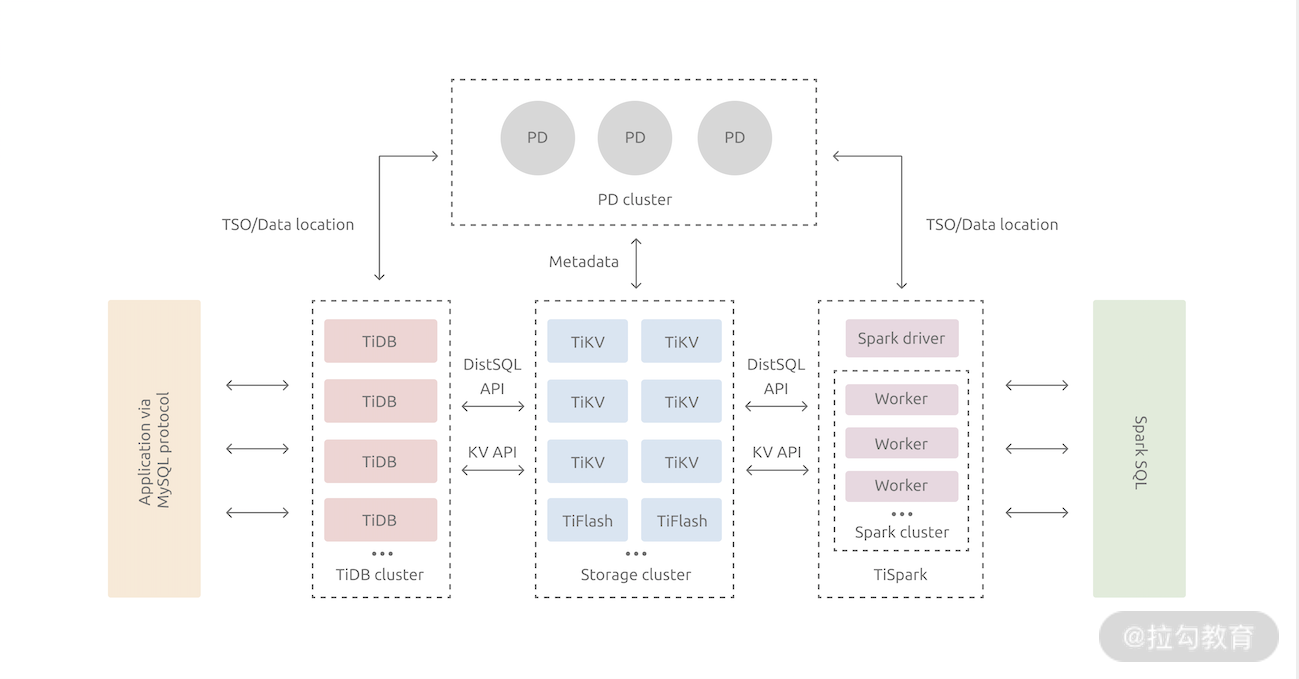 PD PD PD
PD cluster
TSO/Data location
TSO/Data location
Metadata
Application via
MySQL protocol
TiDB
TiDB
TiDB
TiDB
TiDB cluster
DistSQL
API
KV API
TiKV TiKV
TiKV TiKV
TiKV TiKV
TiFlash TiFlash
Storage cluster
DistSQL
API
KV API
Spark driver
Worker
Worker
Worker
Spark cluster
TiSpark
Spark SQL
@拉勾教育